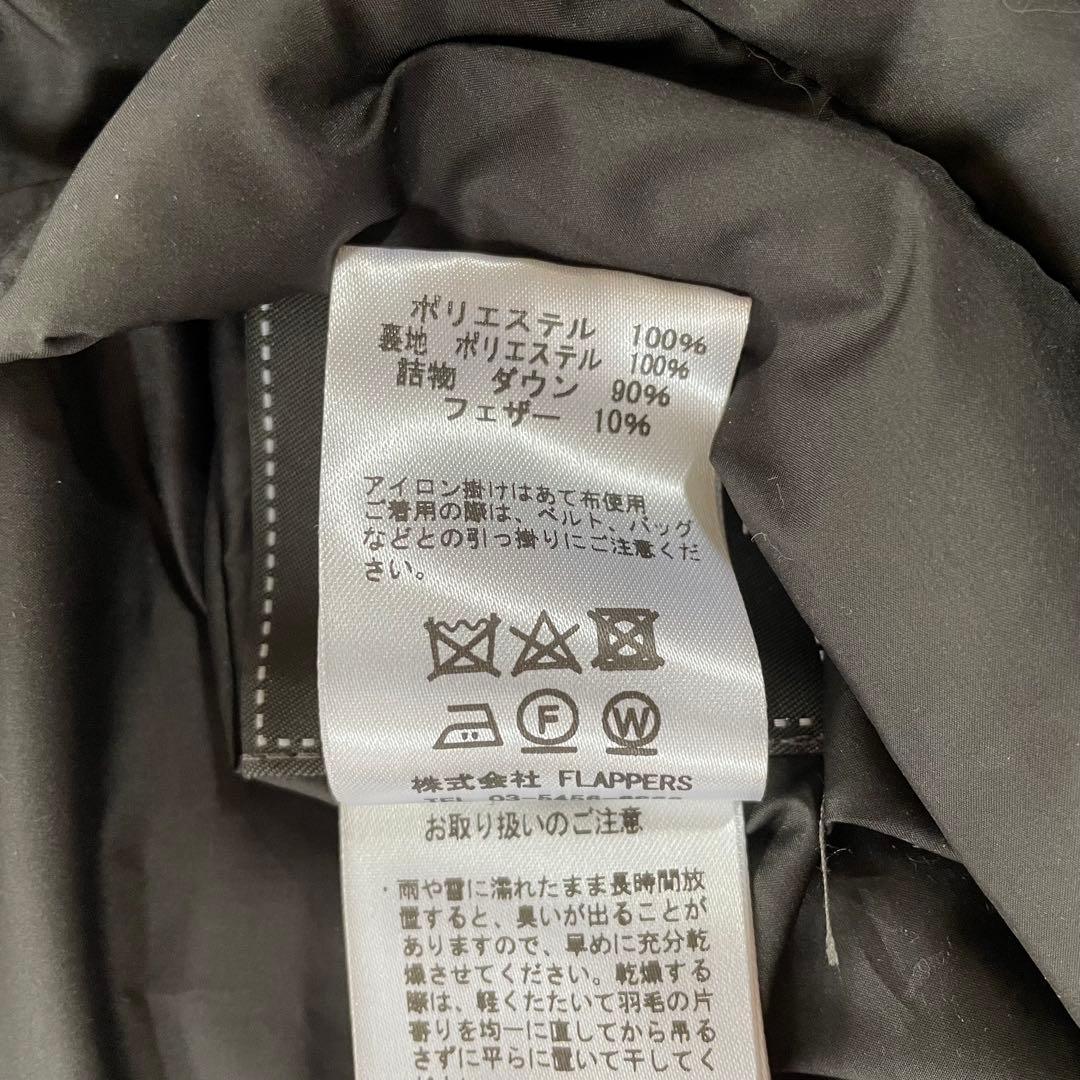 ポリエステル 100%
裏地 ポリエステル 100%
詰物 ダウン 90%
フェザー 10%
アイロン掛けはあて布使用
ご着用の際は、ベルト、バッグ
などとの引っ掛りにご注意くだ
さい。
F W
株式会社 FLAPPERS
TEL 03-5456-
お取り扱いのご注意
・雨や雪に濡れたまま長時間放
置すると、臭いが出ることが
ありますので、早めに充分乾
燥させてください。乾燥する
際は、軽くたたいて羽毛の片
寄りを均一に直してから吊る
さずに平らに置いて干してく